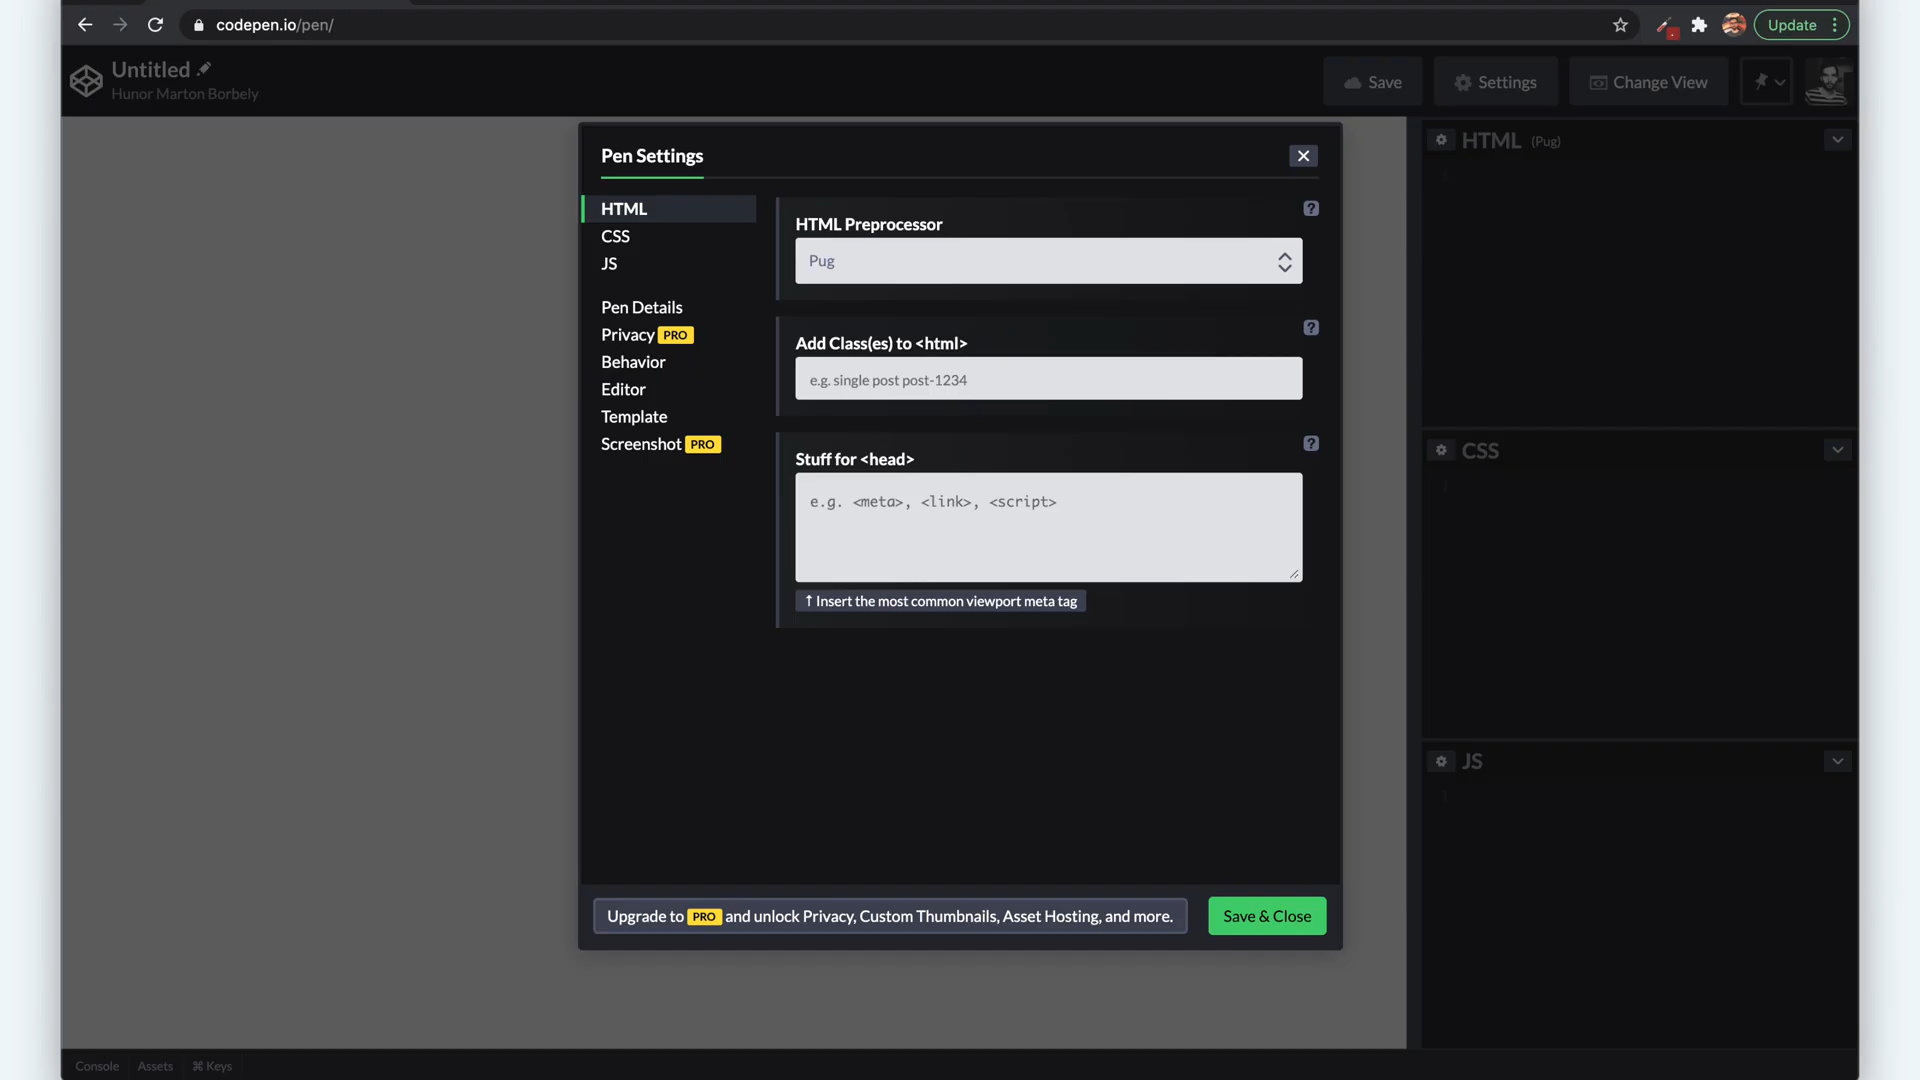 codepen.io/pen/
Update
Untitled
Hunor Marton Borbely
Save
Settings
Change View
Pen Settings
HTML
CSS
JS
Pen Details
Privacy PRO
Behavior
Editor
Template
Screenshot PRO
HTML Preprocessor
?
Pug
Add Class(es) to <html>
?
e.g. single post post-1234
Stuff for <head>
?
e.g. <meta>, <link>, <script>
↑ Insert the most common viewport meta tag
Upgrade to PRO and unlock Privacy, Custom Thumbnails, Asset Hosting, and more.
Save & Close
HTML (Pug)
1
CSS
1
JS
1
Console
Assets
⌘ Keys